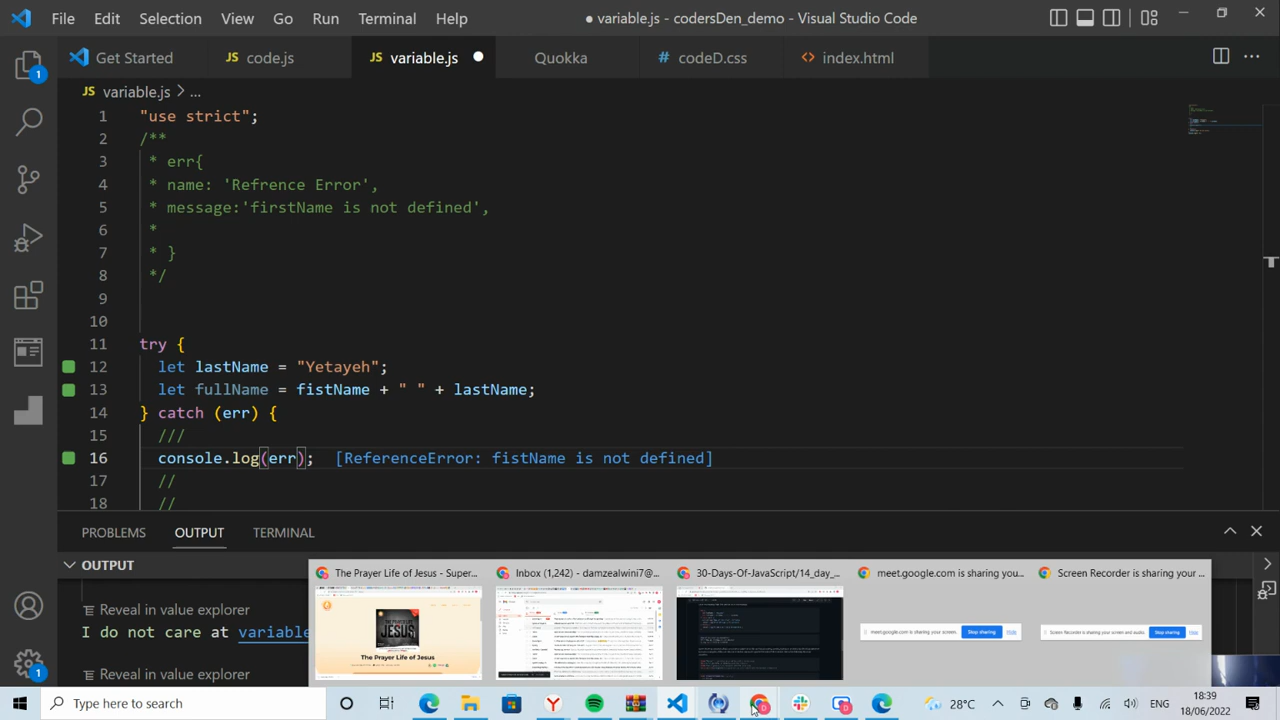 File Edit Selection View Go Run Terminal Help
● variable.js - codersDen_demo - Visual Studio Code
Get Started
JS code.js
JS variable.js
Quokka
# codeD.css
<> index.html
JS variable.js > ...
1 "use strict";
2 /**
3 * err{
4 * name: 'Refrence Error',
5 * message:'firstName is not defined',
6 *
7 * }
8 */
9
10
11 try {
12 let lastName = "Yetayeh";
13 let fullName = fistName + " " + lastName;
14 } catch (err) {
15 ///
16 console.log(err); [ReferenceError: fistName is not defined]
17 //
18 //
PROBLEMS OUTPUT TERMINAL
OUTPUT
Reveal in value explorer
I do not care at variable
Reveal in value explorer
The Prayer Life of Jesus - Super...
Inbox (1,242) - damzealwini7@...
30-Days-Of-JavaScript/14_day_...
meet.google.com is sharing you...
Prayer Life of Jesus
Type here to search
28°C
ENG
18:39
18/06/2022